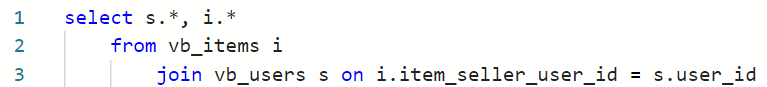 1 select s.*, i.*
2 from vb_items i
3 join vb_users s on i.item_seller_user_id = s.user_id